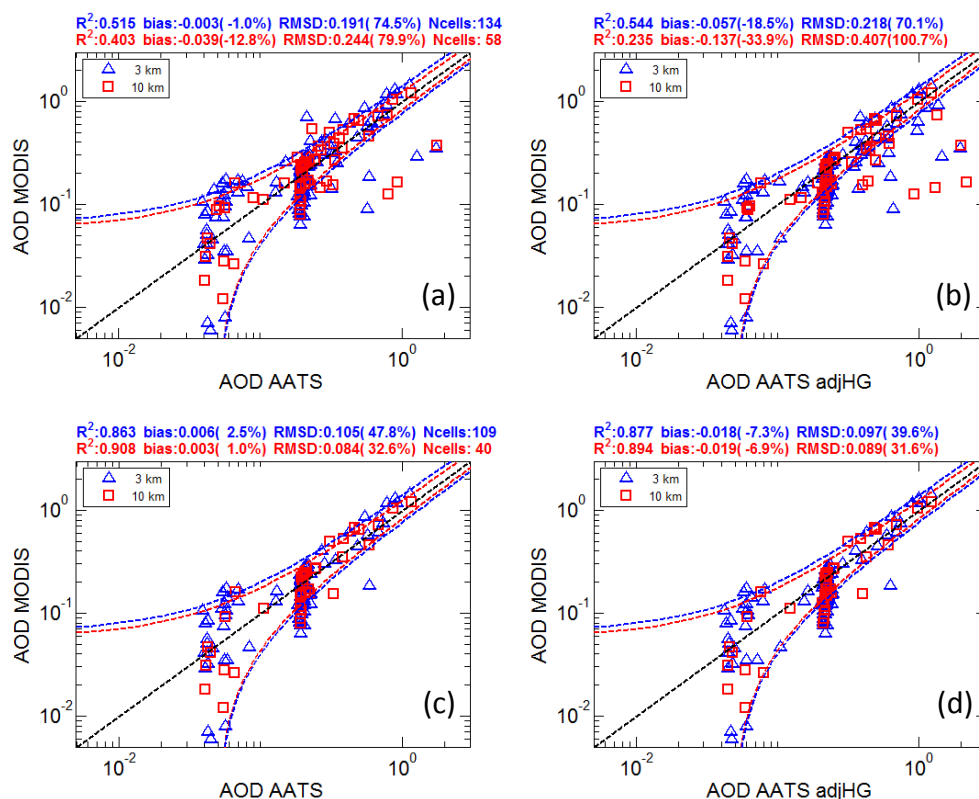 R²:0.515 bias:-0.003( -1.0%) RMSD:0.191( 74.5%) Ncells:134
R²:0.403 bias:-0.039(-12.8%) RMSD:0.244( 79.9%) Ncells: 58
3 km
10 km
10⁰
10⁻¹
10⁻²
AOD MODIS
(a)
10⁻²
10⁰
AOD AATS
R²:0.544 bias:-0.057(-18.5%) RMSD:0.218( 70.1%)
R²:0.235 bias:-0.137(-33.9%) RMSD:0.407(100.7%)
3 km
10 km
10⁰
10⁻¹
10⁻²
AOD MODIS
(b)
10⁻²
10⁰
AOD AATS adjHG
R²:0.863 bias:0.006( 2.5%) RMSD:0.105( 47.8%) Ncells:109
R²:0.908 bias:0.003( 1.0%) RMSD:0.084( 32.6%) Ncells: 40
3 km
10 km
10⁰
10⁻¹
10⁻²
AOD MODIS
(c)
10⁻²
10⁰
AOD AATS
R²:0.877 bias:-0.018( -7.3%) RMSD:0.097( 39.6%)
R²:0.894 bias:-0.019( -6.9%) RMSD:0.089( 31.6%)
3 km
10 km
10⁰
10⁻¹
10⁻²
AOD MODIS
(d)
10⁻²
10⁰
AOD AATS adjHG